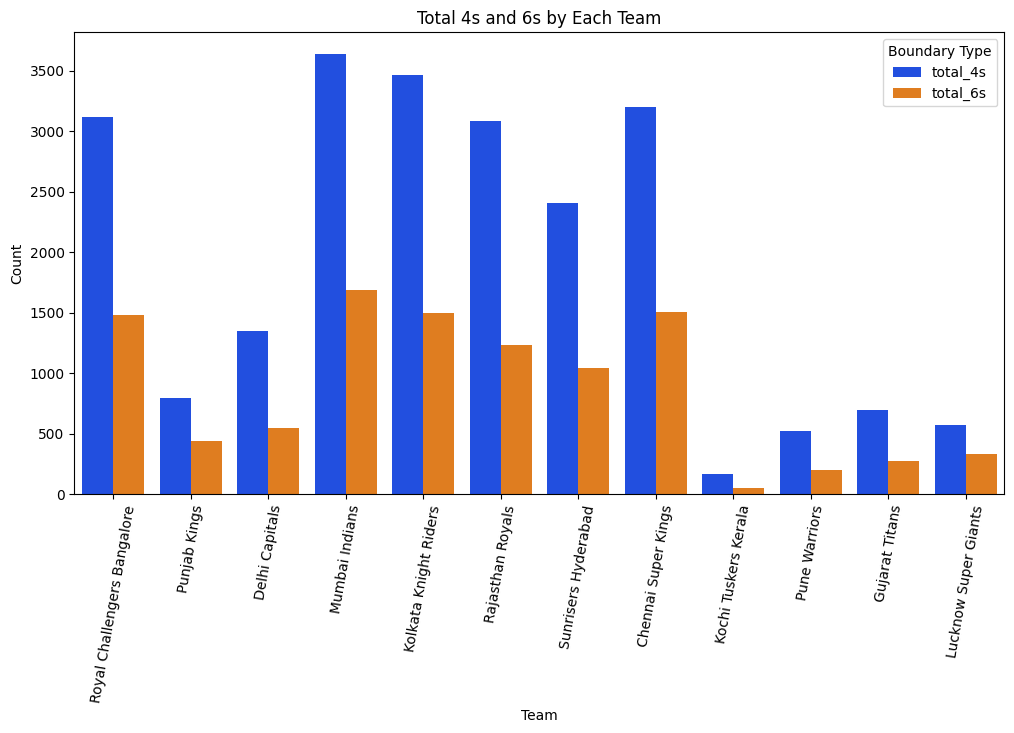 Total 4s and 6s by Each Team
Boundary Type
total_4s
total_6s
Count
3500
3000
2500
2000
1500
1000
500
0
Royal Challengers Bangalore
Punjab Kings
Delhi Capitals
Mumbai Indians
Kolkata Knight Riders
Rajasthan Royals
Sunrisers Hyderabad
Chennai Super Kings
Kochi Tuskers Kerala
Pune Warriors
Gujarat Titans
Lucknow Super Giants
Team